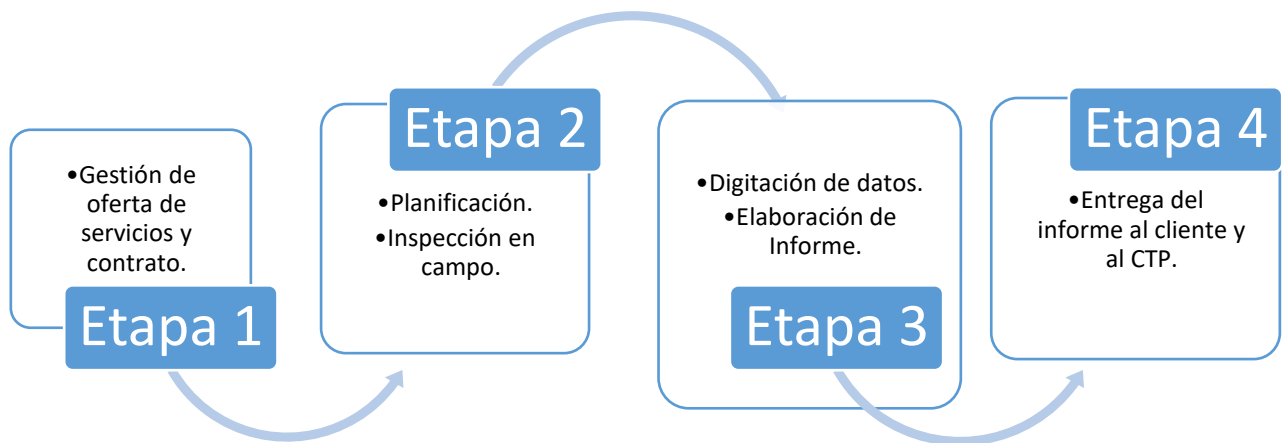 •Gestión de
oferta de
servicios y
contrato.
Etapa 1
Etapa 2
•Planificación.
•Inspección en
campo.
•Digitación de datos.
•Elaboración de
Informe.
Etapa 3
Etapa 4
•Entrega del
informe al cliente y
al CTP.